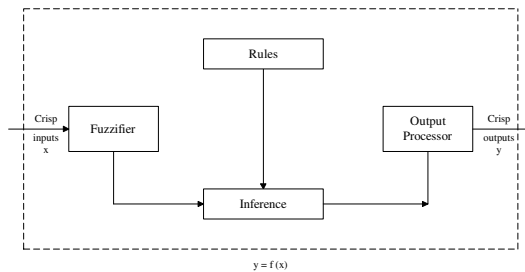 Rules
Crisp
inputs
x
Fuzzifier
Output
Processor
Crisp
outputs
y
Inference
y = f (x)